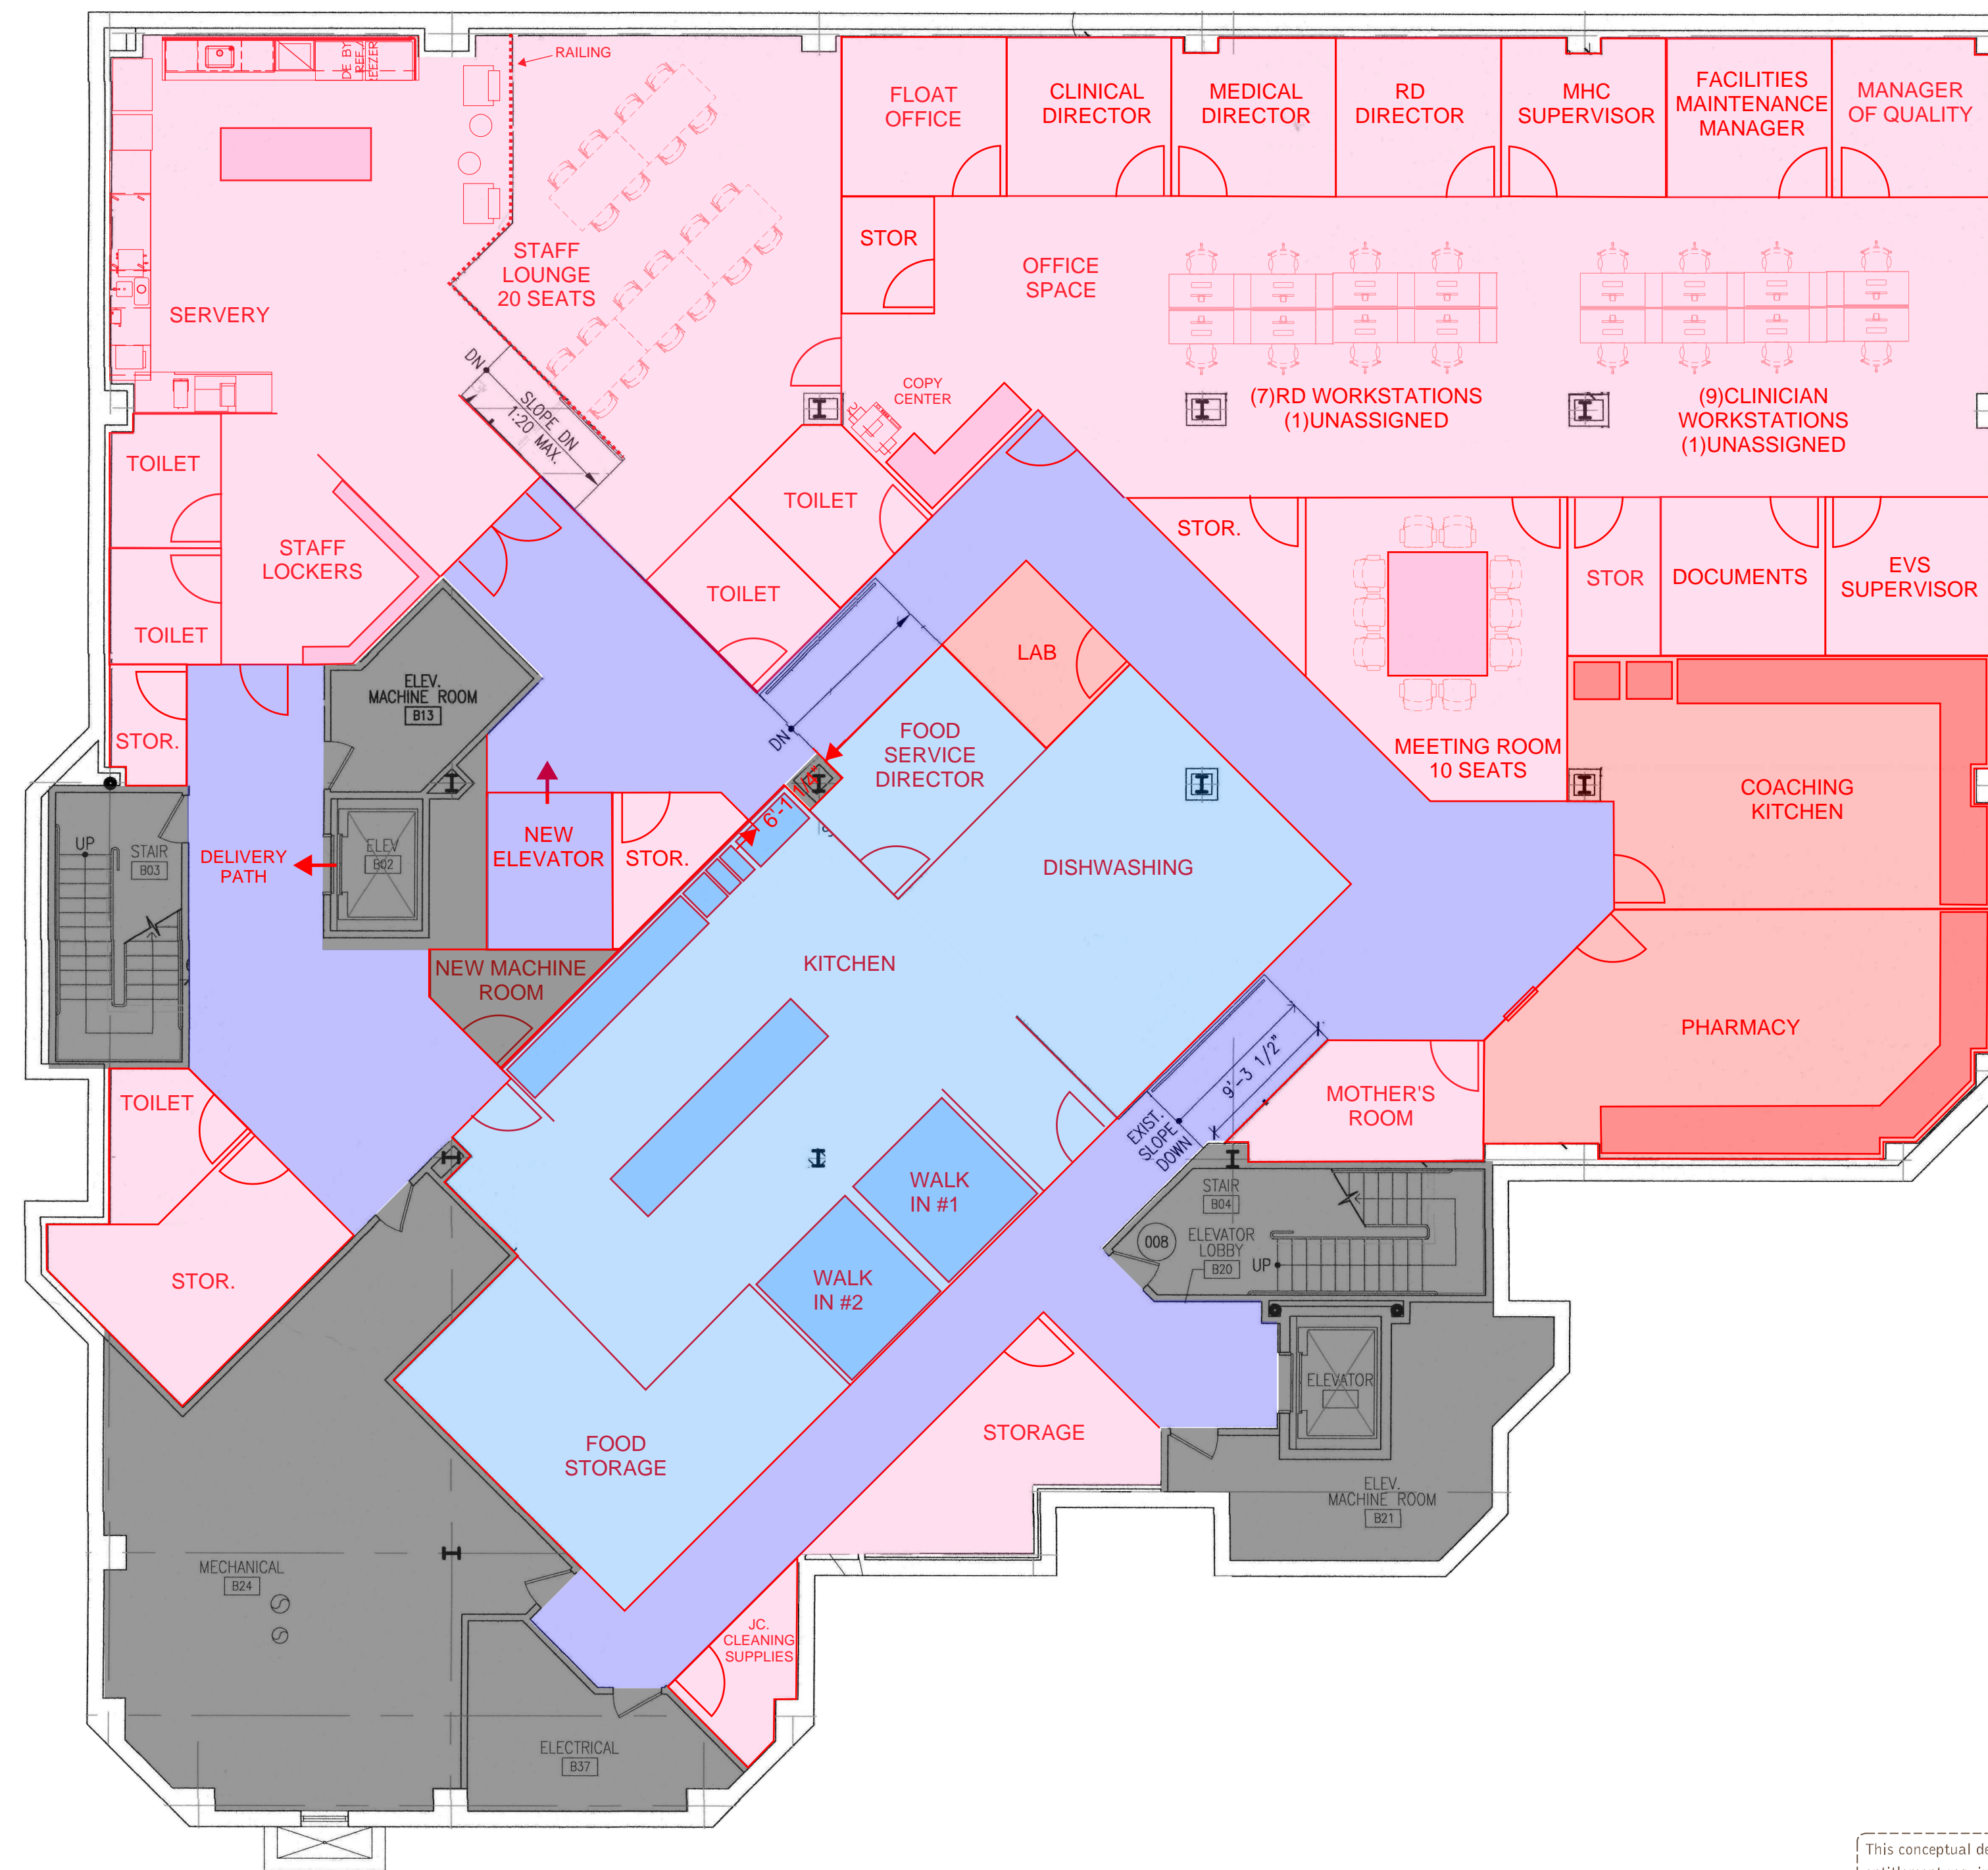 RAILING
FLOAT
OFFICE
CLINICAL
DIRECTOR
MEDICAL
DIRECTOR
RD
DIRECTOR
MHC
SUPERVISOR
FACILITIES
MAINTENANCE
MANAGER
MANAGER
OF QUALITY
SERVERY
STAFF
LOUNGE
20 SEATS
STOR
OFFICE
SPACE
DN
SLOPE DN
1:20 MAX.
COPY
CENTER
(7)RD WORKSTATIONS
(1)UNASSIGNED
(9)CLINICIAN
WORKSTATIONS
(1)UNASSIGNED
TOILET
STAFF
LOCKERS
TOILET
TOILET
TOILET
STOR.
STOR
DOCUMENTS
EVS
SUPERVISOR
LAB
ELEV.
MACHINE ROOM
B13
STOR.
DN
FOOD
SERVICE
DIRECTOR
MEETING ROOM
10 SEATS
COACHING
KITCHEN
6'-1 1/4"
UP
STAIR
B03
DELIVERY
PATH
ELEV
B02
NEW
ELEVATOR
STOR.
DISHWASHING
KITCHEN
NEW MACHINE
ROOM
PHARMACY
9'-3 1/2"
EXIST.
SLOPE
DOWN
MOTHER'S
ROOM
TOILET
STOR.
WALK
IN #1
WALK
IN #2
STAIR
B04
008
ELEVATOR
LOBBY
B20
UP
ELEVATOR
STORAGE
FOOD
STORAGE
ELEV.
MACHINE ROOM
B21
MECHANICAL
B24
JC.
CLEANING
SUPPLIES
ELECTRICAL
B37
This conceptual de